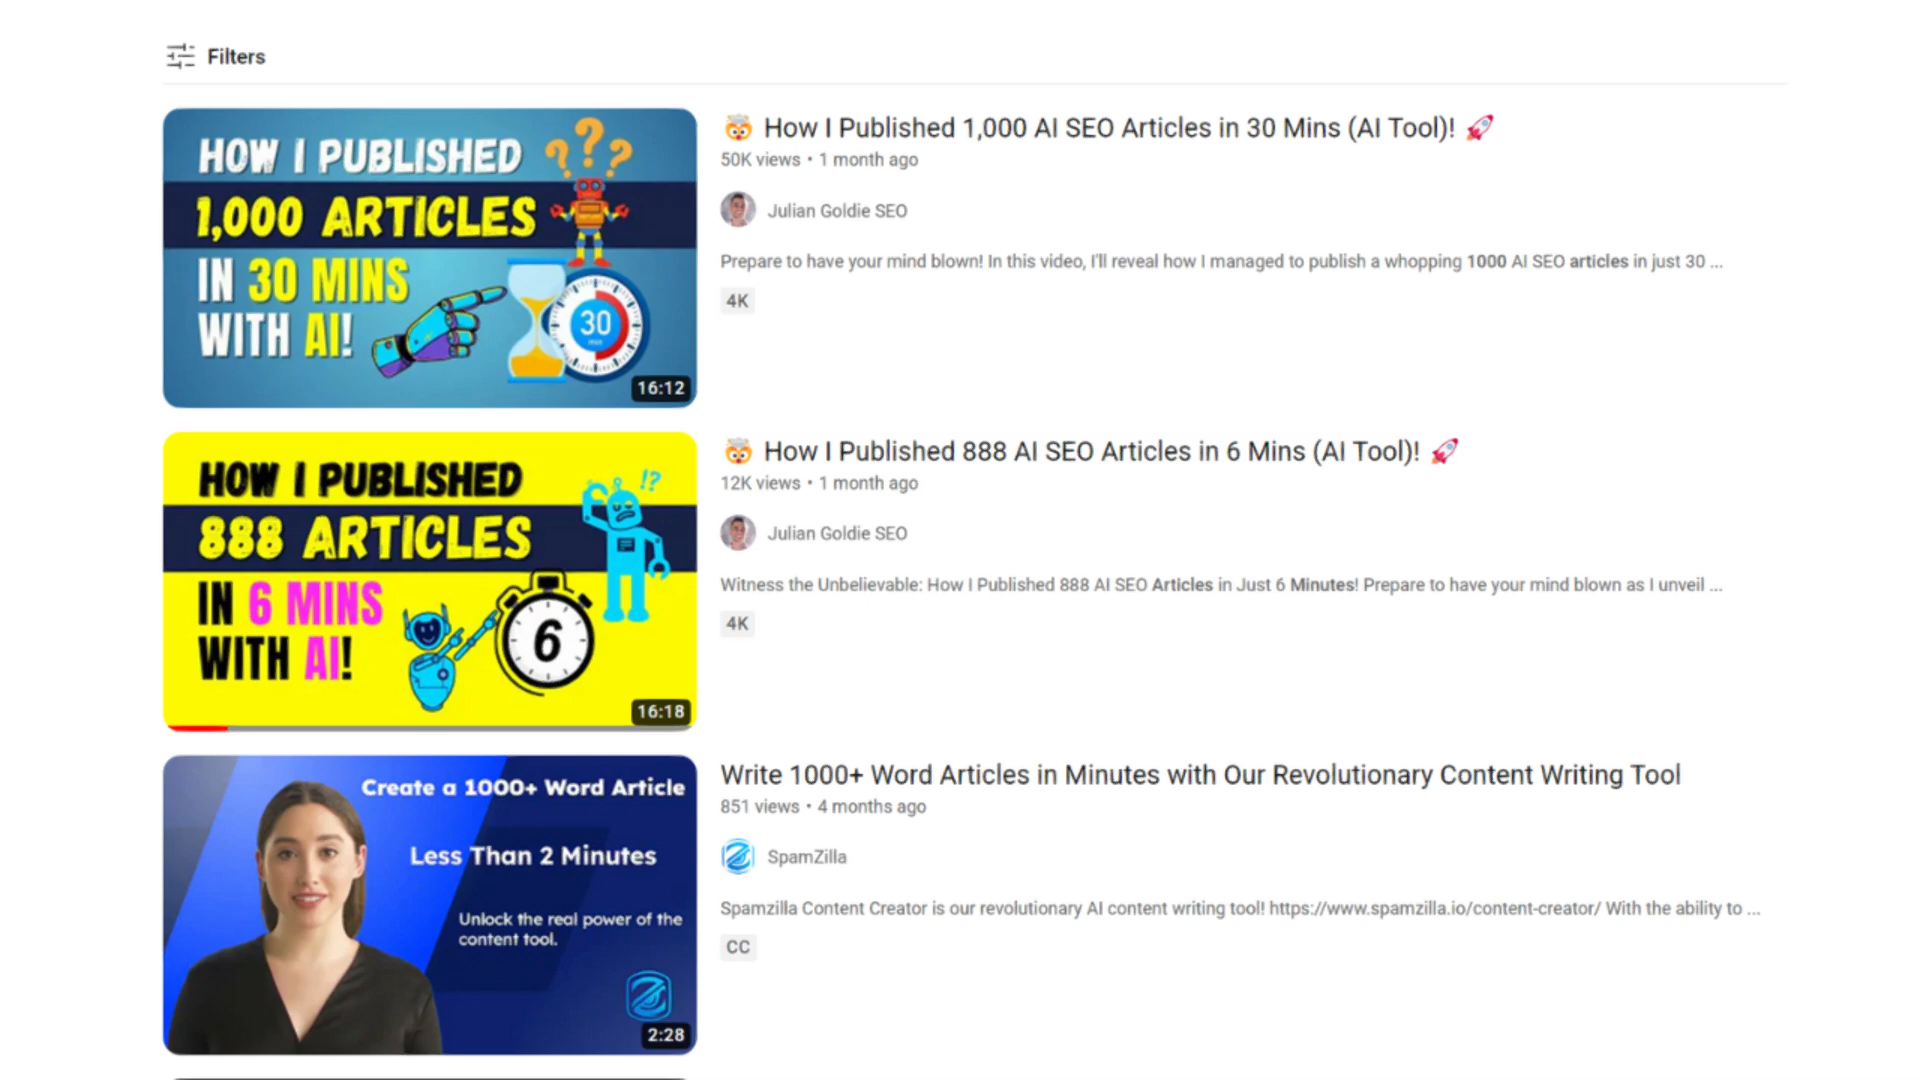 Filters
HOW I PUBLISHED
1,000 ARTICLES
IN 30 MINS
WITH AI!
???
30
min
16:12
🤯 How I Published 1,000 AI SEO Articles in 30 Mins (AI Tool)! 🚀
50K views • 1 month ago
Julian Goldie SEO
Prepare to have your mind blown! In this video, I'll reveal how I managed to publish a whopping 1000 AI SEO articles in just 30 ...
4K
HOW I PUBLISHED
888 ARTICLES
IN 6 MINS
WITH AI!
!?
6
16:18
🤯 How I Published 888 AI SEO Articles in 6 Mins (AI Tool)! 🚀
12K views • 1 month ago
Julian Goldie SEO
Witness the Unbelievable: How I Published 888 AI SEO Articles in Just 6 Minutes! Prepare to have your mind blown as I unveil ...
4K
Create a 1000+ Word Article
Less Than 2 Minutes
Unlock the real power of the
content tool.
2:28
Write 1000+ Word Articles in Minutes with Our Revolutionary Content Writing Tool
851 views • 4 months ago
SpamZilla
Spamzilla Content Creator is our revolutionary AI content writing tool! https://www.spamzilla.io/content-creator/ With the ability to ...
CC